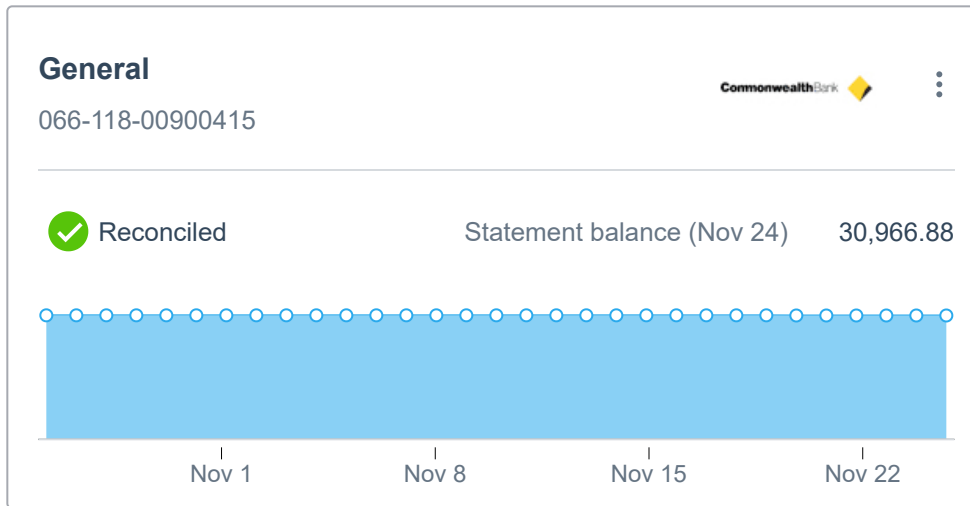 General
CommonwealthBank
066-118-00900415
Reconciled
Statement balance (Nov 24) 30,966.88
Nov 1 Nov 8 Nov 15 Nov 22